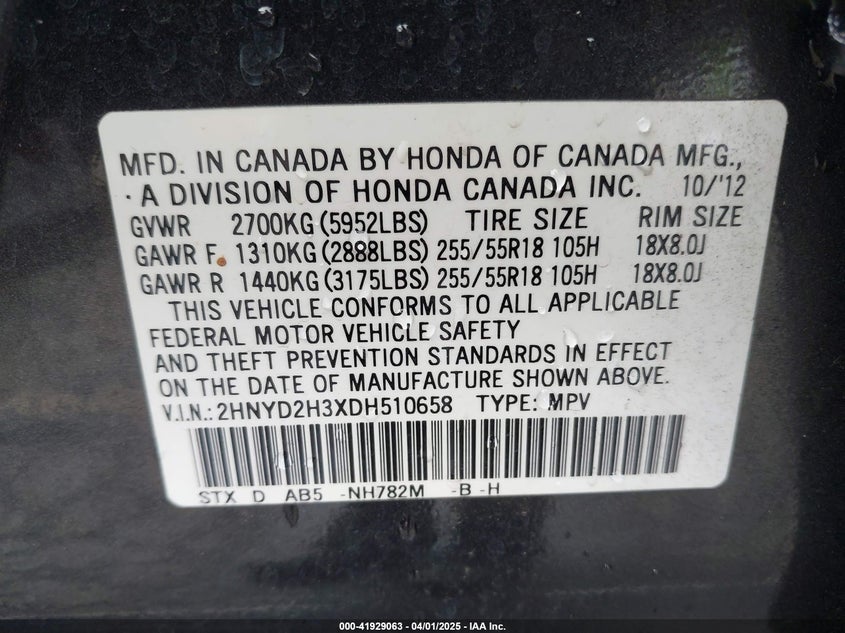 MFD. IN CANADA BY HONDA OF CANADA MFG.,
A DIVISION OF HONDA CANADA INC. 10/'12
GVWR 2700KG (5952LBS) TIRE SIZE RIM SIZE
GAWR F. 1310KG (2888LBS) 255/55R18 105H 18X8.0J
GAWR R 1440KG (3175LBS) 255/55R18 105H 18X8.0J
THIS VEHICLE CONFORMS TO ALL APPLICABLE
FEDERAL MOTOR VEHICLE SAFETY
AND THEFT PREVENTION STANDARDS IN EFFECT
ON THE DATE OF MANUFACTURE SHOWN ABOVE.
V.I.N.: 2HNYD2H3XDH510658 TYPE: MPV
STX D AB5 -NH782M -B -H
000-41929063 - 04/01/2025 - IAA Inc.